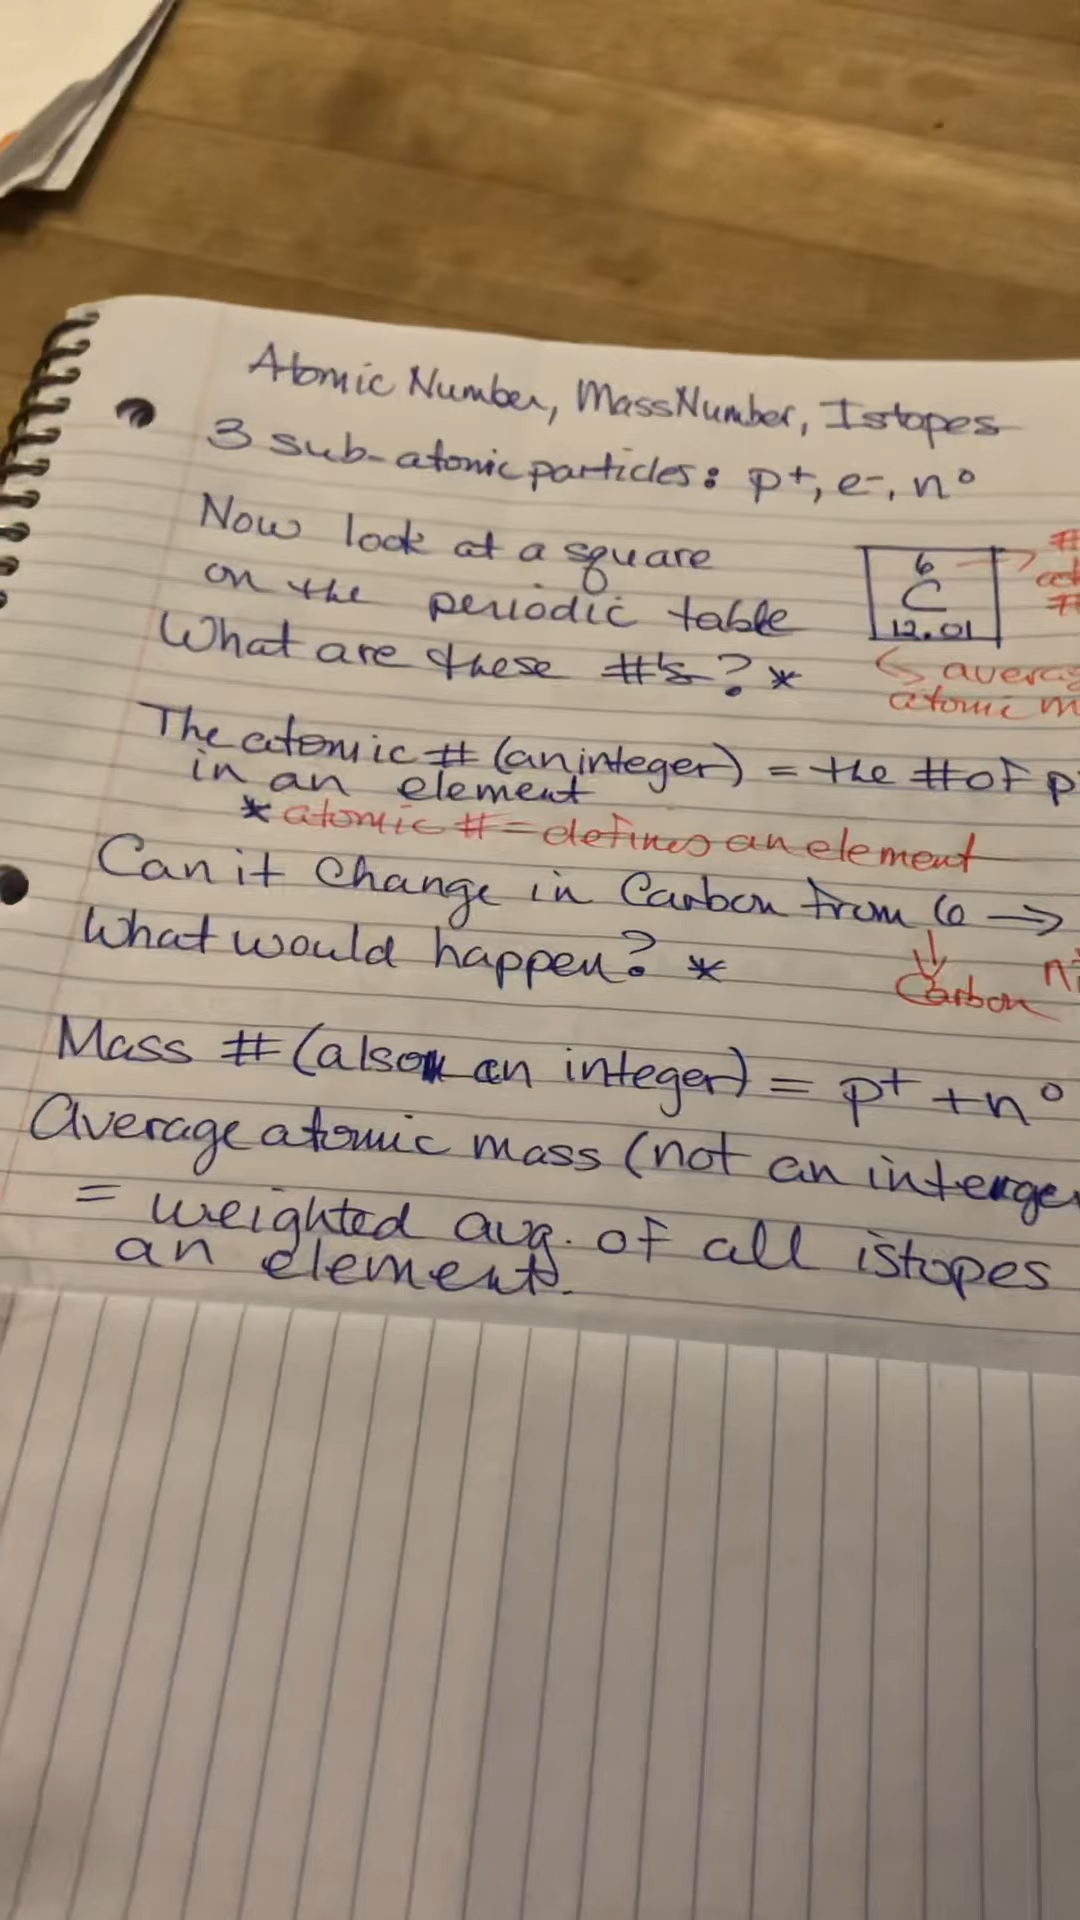 Atomic Number, Mass Number, Istopes
3 sub-atomic particles: p+, e-, n°
Now look at a square
on the periodic table
What are these #'s? *
6
C
12.01
#
averag
atomic m
The atomic # (an integer) = the # of p
in an element
* atomic # = defines an element
Can it change in Carbon from 6 →
What would happen? *
Carbon
Mass # (also an integer) = p+ + n°
Average atomic mass (not an interge
= weighted avg. of all istopes
an element.